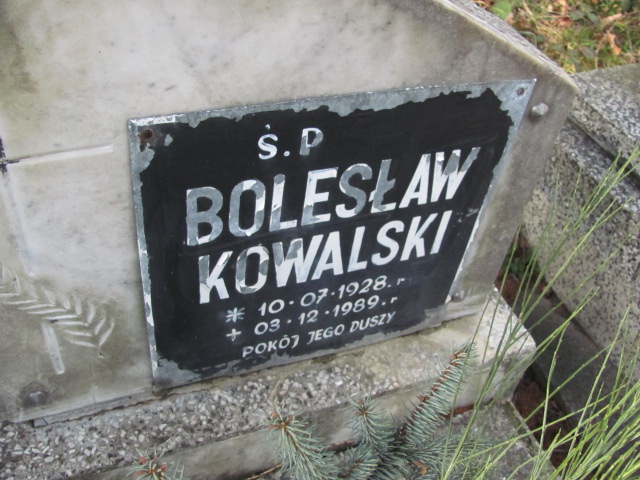 Ś.P
BOLESŁAW
KOWALSKI
* 10·07·1928.r
+ 03·12·1989.r
POKÓJ JEGO DUSZY